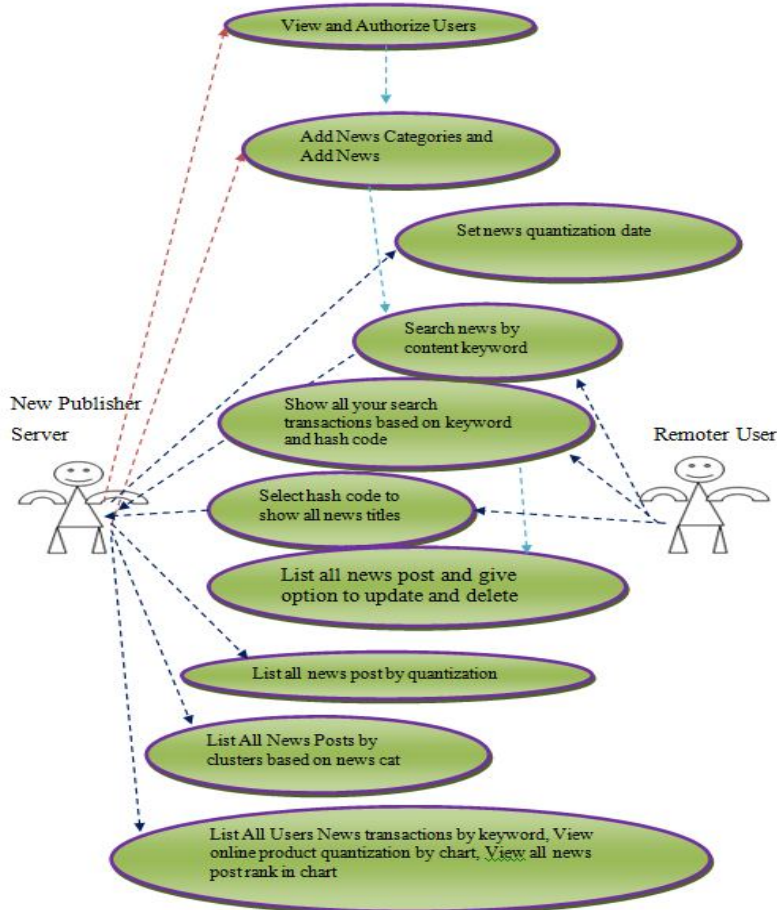 View and Authorize Users
Add News Categories and
Add News
Set news quantization date
Search news by
content keyword
New Publisher
Server
Show all your search
transactions based on keyword
and hash code
Remoter User
Select hash code to
show all news titles
List all news post and give
option to update and delete
List all news post by quantization
List All News Posts by
clusters based on news cat
List All Users News transactions by keyword, View
online product quantization by chart, View all news
post rank in chart